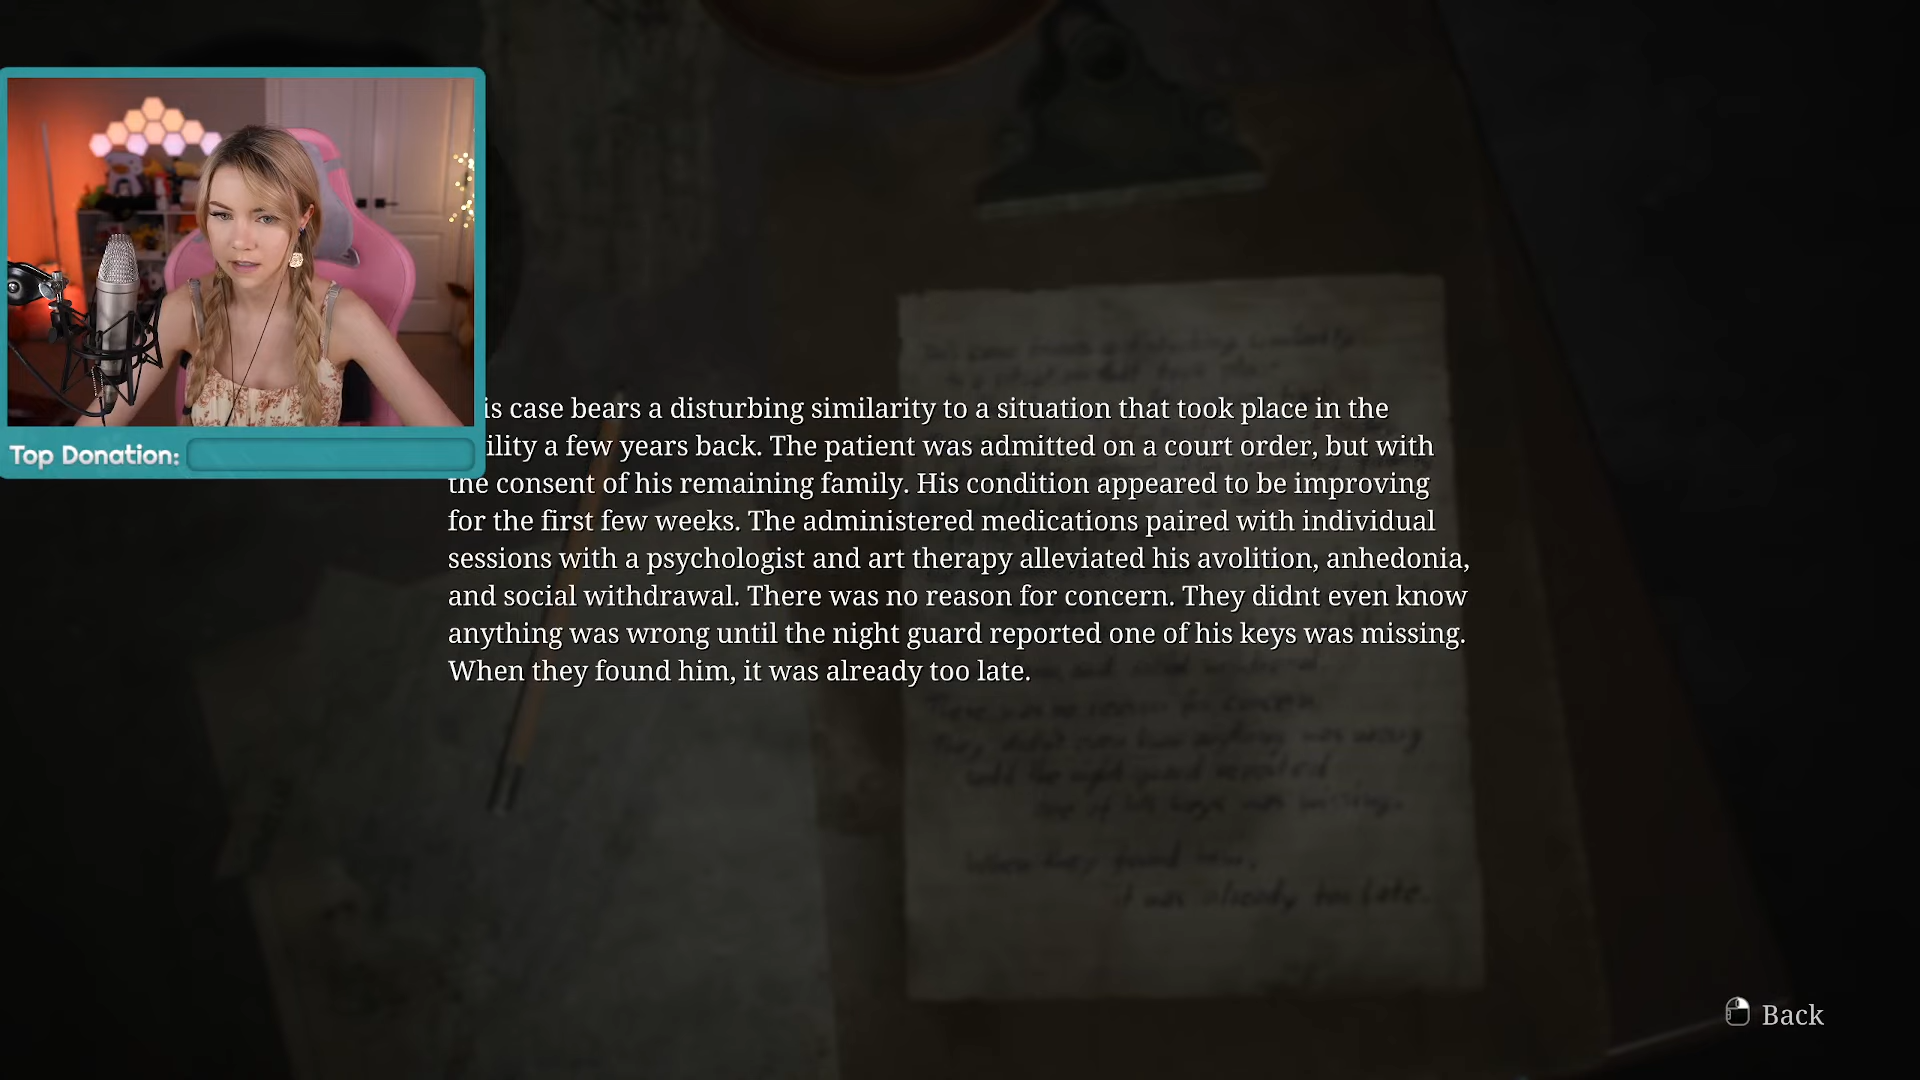 Top Donation:
is case bears a disturbing similarity to a situation that took place in the
ility a few years back. The patient was admitted on a court order, but with
the consent of his remaining family. His condition appeared to be improving
for the first few weeks. The administered medications paired with individual
sessions with a psychologist and art therapy alleviated his avolition, anhedonia,
and social withdrawal. There was no reason for concern. They didnt even know
anything was wrong until the night guard reported one of his keys was missing.
When they found him, it was already too late.
Back